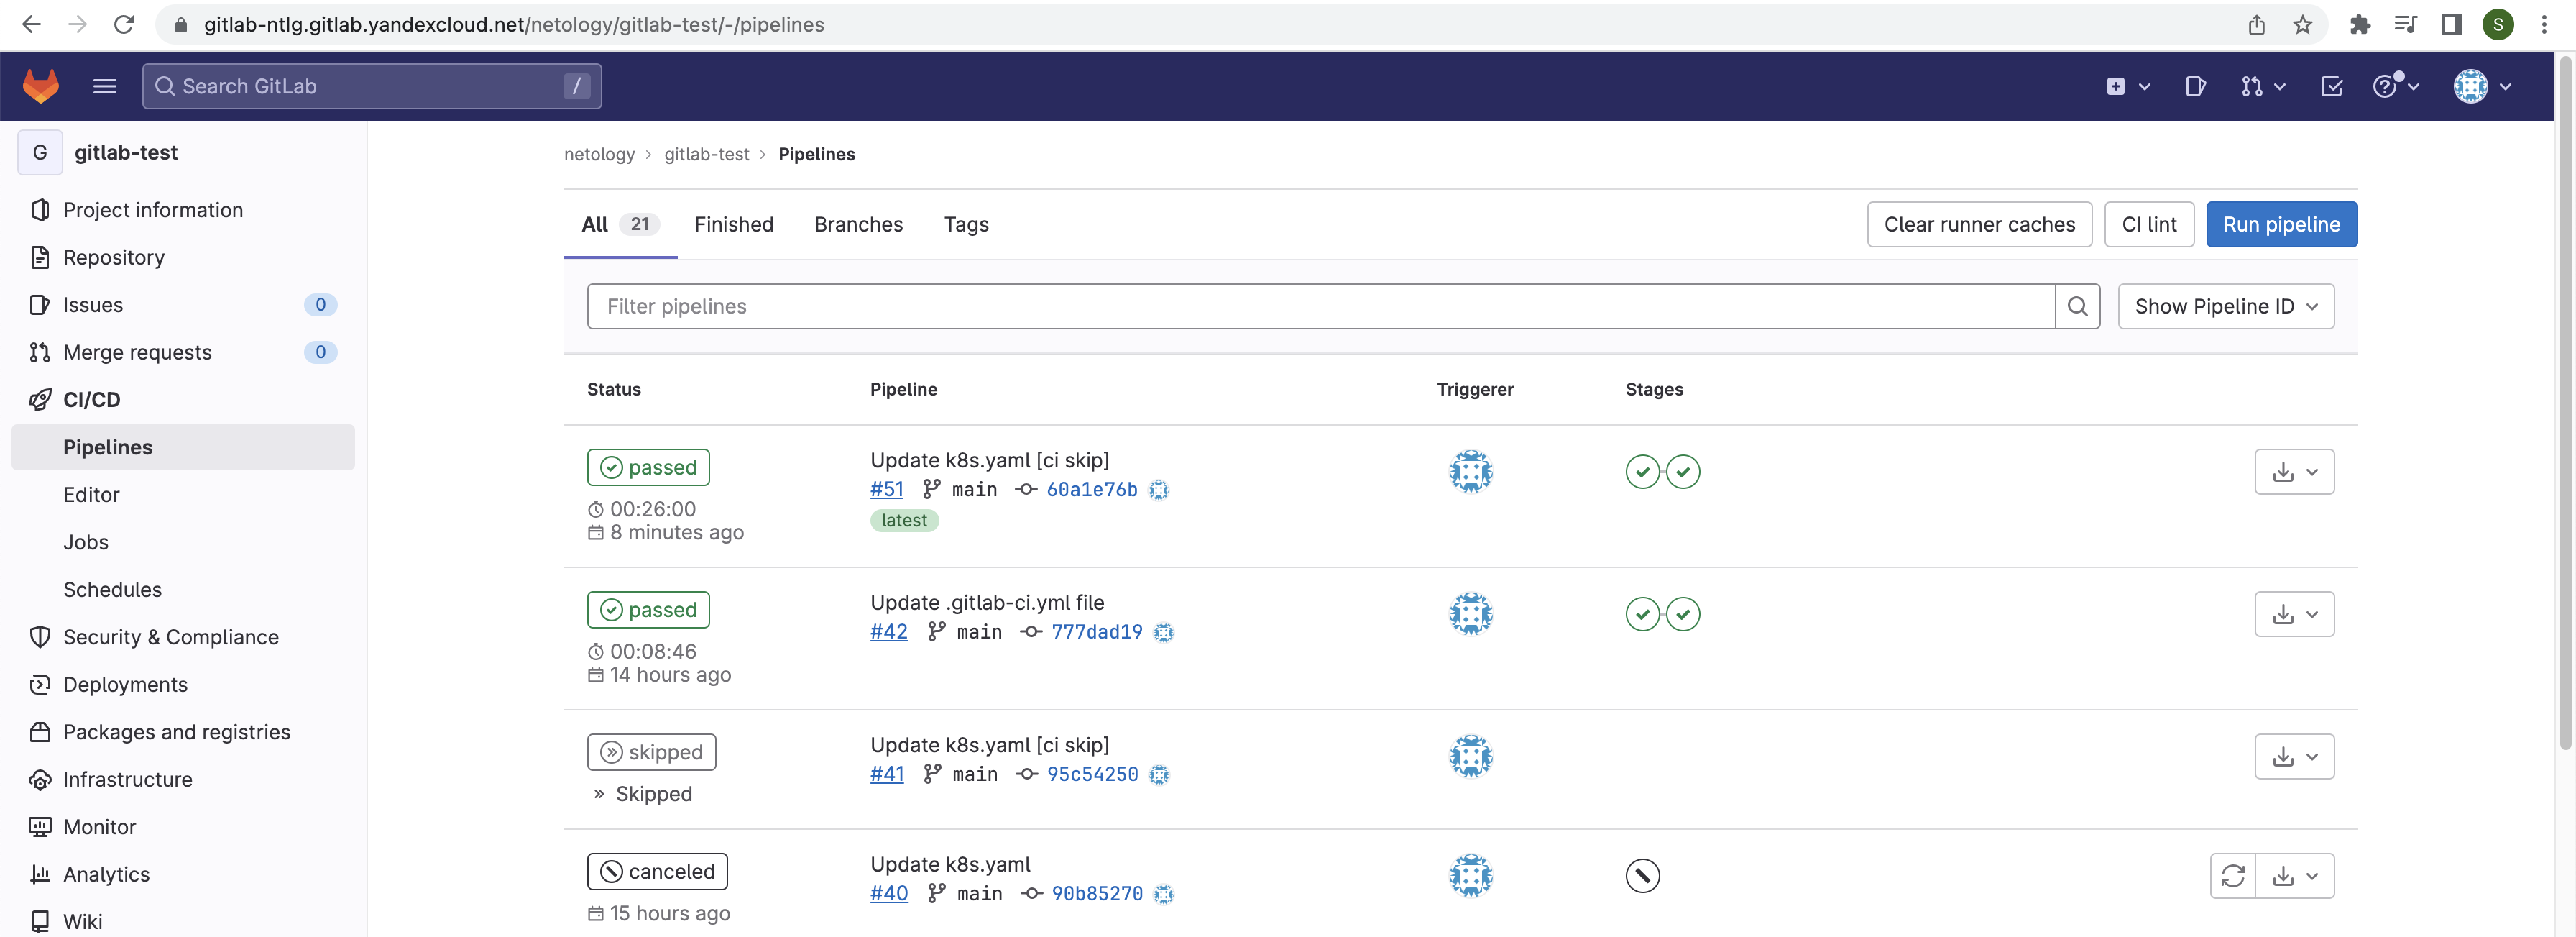 gitlab-ntlg.gitlab.yandexcloud.net/netology/gitlab-test/-/pipelines
S
Search GitLab /
G gitlab-test
Project information
Repository
Issues 0
Merge requests 0
CI/CD
Pipelines
Editor
Jobs
Schedules
Security & Compliance
Deployments
Packages and registries
Infrastructure
Monitor
Analytics
Wiki
netology › gitlab-test › Pipelines
All 21 Finished Branches Tags Clear runner caches CI lint Run pipeline
Filter pipelines Show Pipeline ID
Status Pipeline Triggerer Stages
passed Update k8s.yaml [ci skip]
#51 main 60a1e76b
00:26:00 latest
8 minutes ago
passed Update .gitlab-ci.yml file
#42 main 777dad19
00:08:46
14 hours ago
skipped Update k8s.yaml [ci skip]
#41 main 95c54250
Skipped
canceled Update k8s.yaml
#40 main 90b85270
15 hours ago